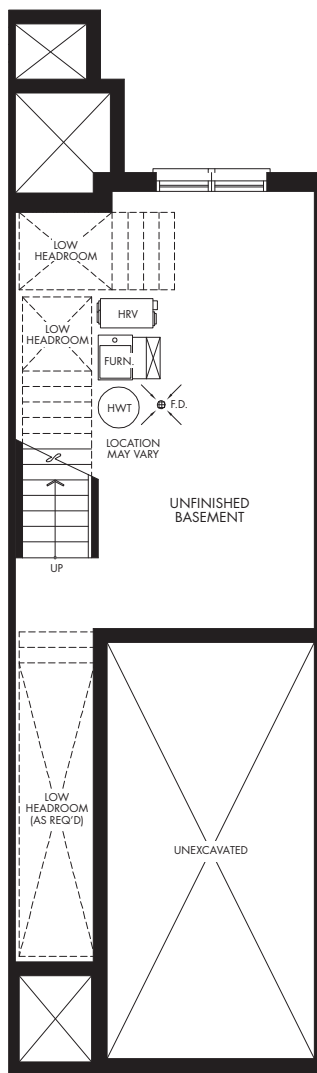 LOW
HEADROOM
LOW
HEADROOM
HRV
FURN.
HWT
F.D.
LOCATION
MAY VARY
UNFINISHED
BASEMENT
UP
LOW
HEADROOM
(AS REQ'D)
UNEXCAVATED